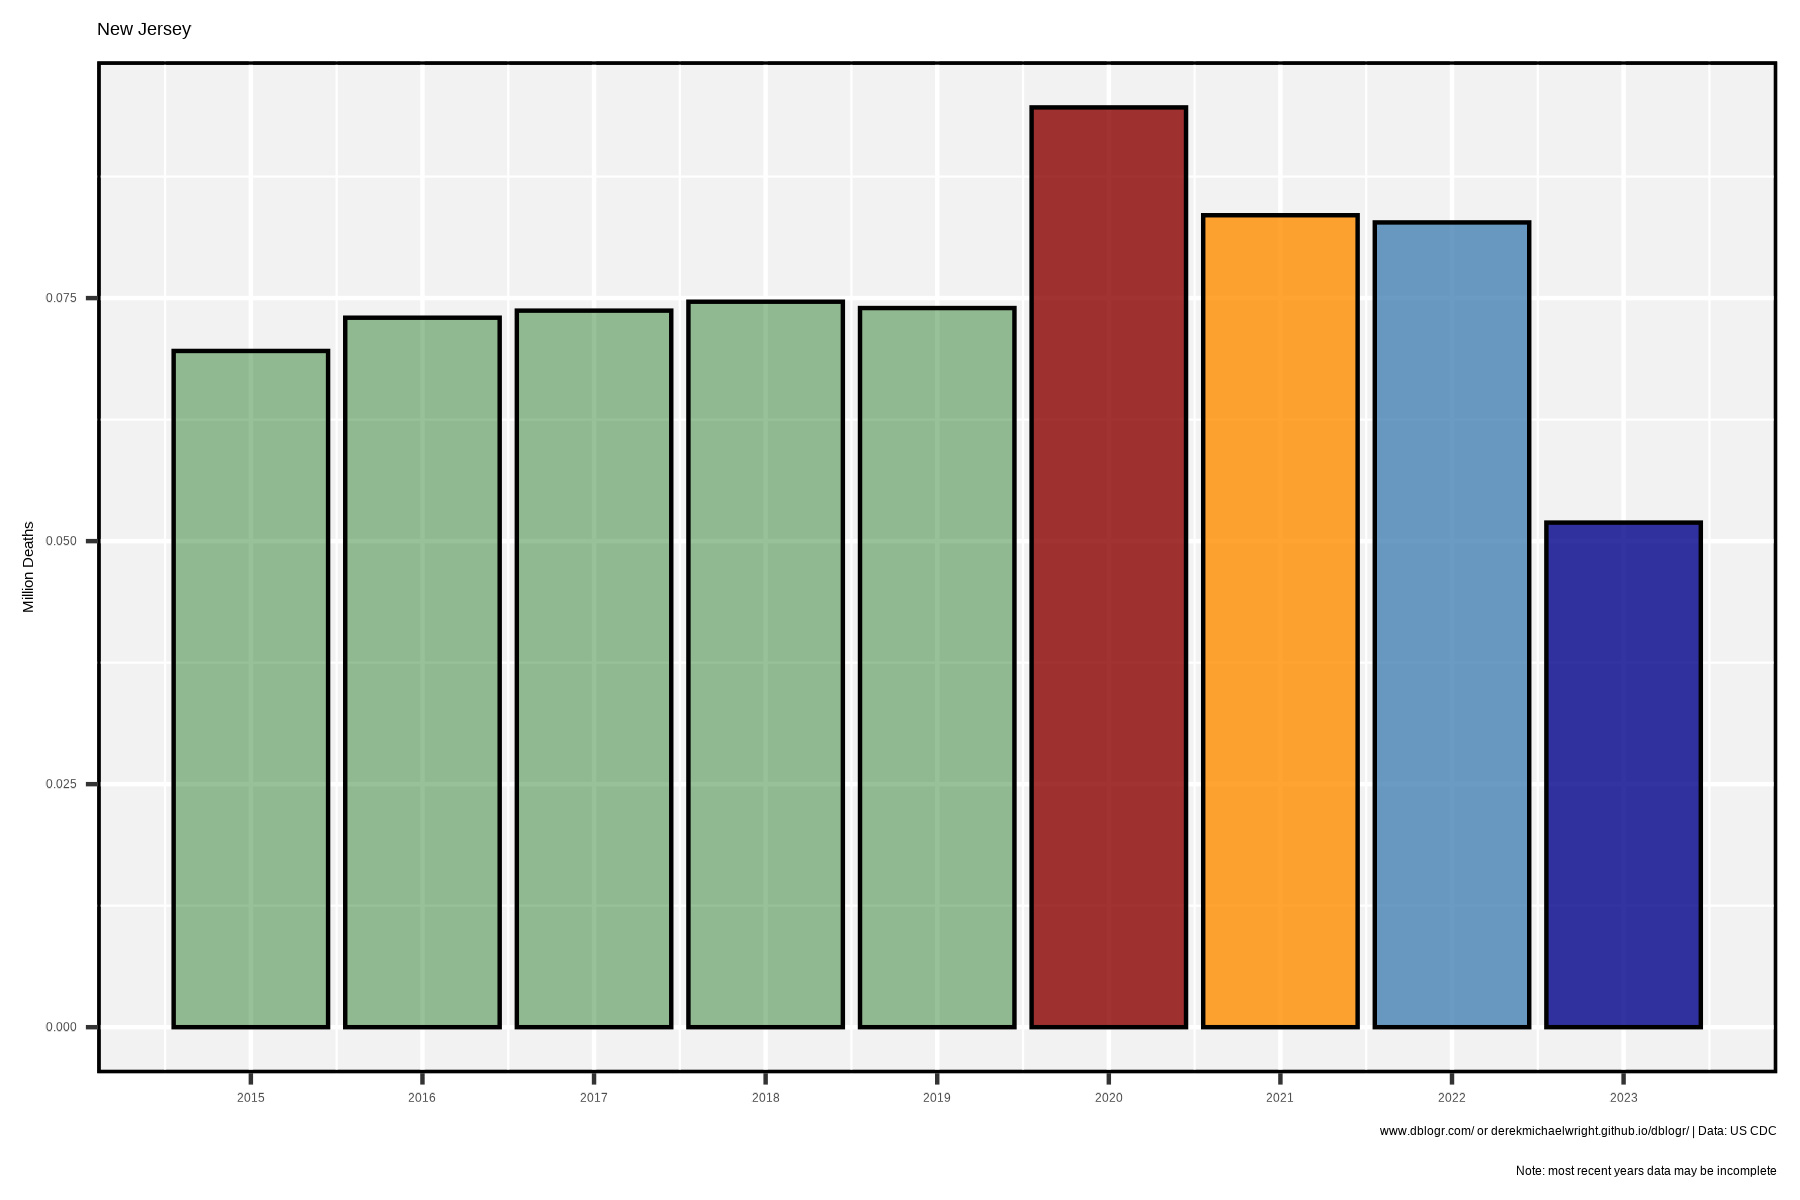 New Jersey
Million Deaths
0.075
0.050
0.025
0.000
2015 2016 2017 2018 2019 2020 2021 2022 2023
www.dblogr.com/ or derekmichaelwright.github.io/dblogr/ | Data: US CDC
Note: most recent years data may be incomplete